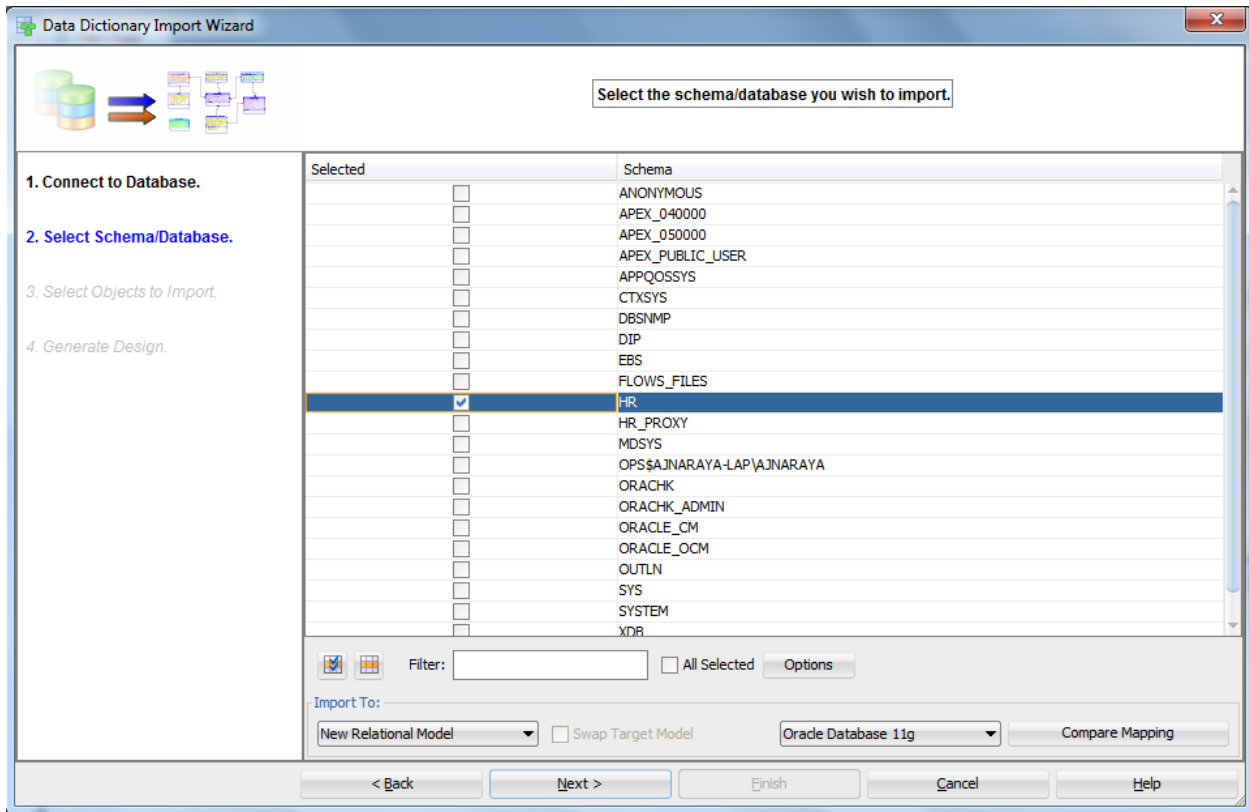 Data Dictionary Import Wizard
Select the schema/database you wish to import.
1. Connect to Database.
2. Select Schema/Database.
3. Select Objects to Import.
4. Generate Design.
Selected Schema
ANONYMOUS
APEX_040000
APEX_050000
APEX_PUBLIC_USER
APPQOSSYS
CTXSYS
DBSNMP
DIP
EBS
FLOWS_FILES
HR
HR_PROXY
MDSYS
OPS$AJNARAYA-LAP\AJNARAYA
ORACHK
ORACHK_ADMIN
ORACLE_CM
ORACLE_OCM
OUTLN
SYS
SYSTEM
XDB
Filter: All Selected Options
Import To:
New Relational Model Swap Target Model Oracle Database 11g Compare Mapping
< Back Next > Finish Cancel Help